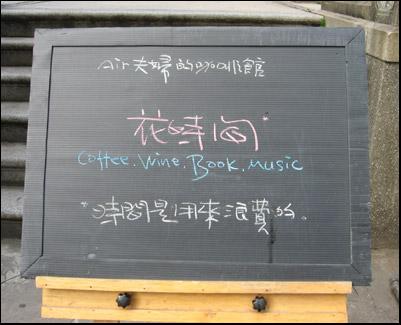 Air夫婦的咖啡館
花時间"
Coffee.Wine.Book.Music
"時間是用來浪費的。